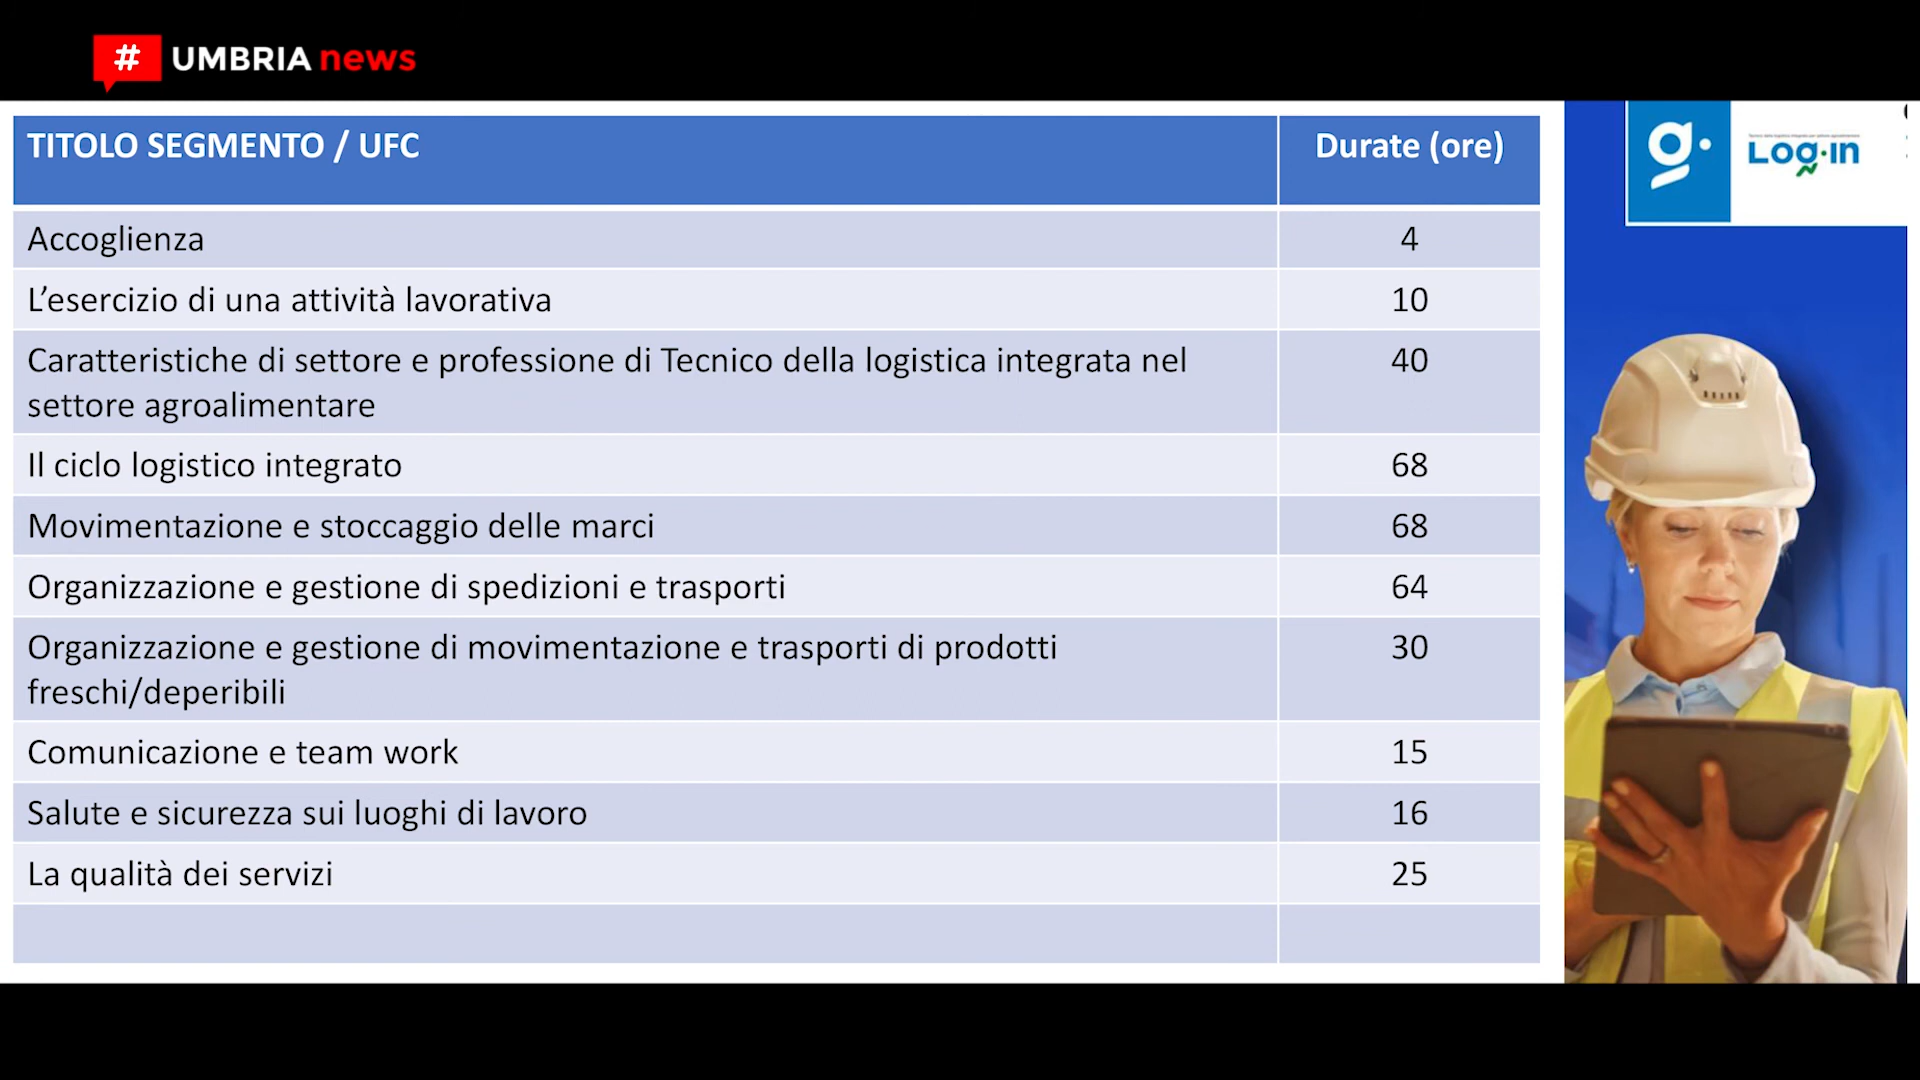 # UMBRIA news
TITOLO SEGMENTO / UFC
Durate (ore)
Accoglienza
4
L’esercizio di una attività lavorativa
10
Caratteristiche di settore e professione di Tecnico della logistica integrata nel
settore agroalimentare
40
Il ciclo logistico integrato
68
Movimentazione e stoccaggio delle marci
68
Organizzazione e gestione di spedizioni e trasporti
64
Organizzazione e gestione di movimentazione e trasporti di prodotti
freschi/deperibili
30
Comunicazione e team work
15
Salute e sicurezza sui luoghi di lavoro
16
La qualità dei servizi
25
g.
Log.in